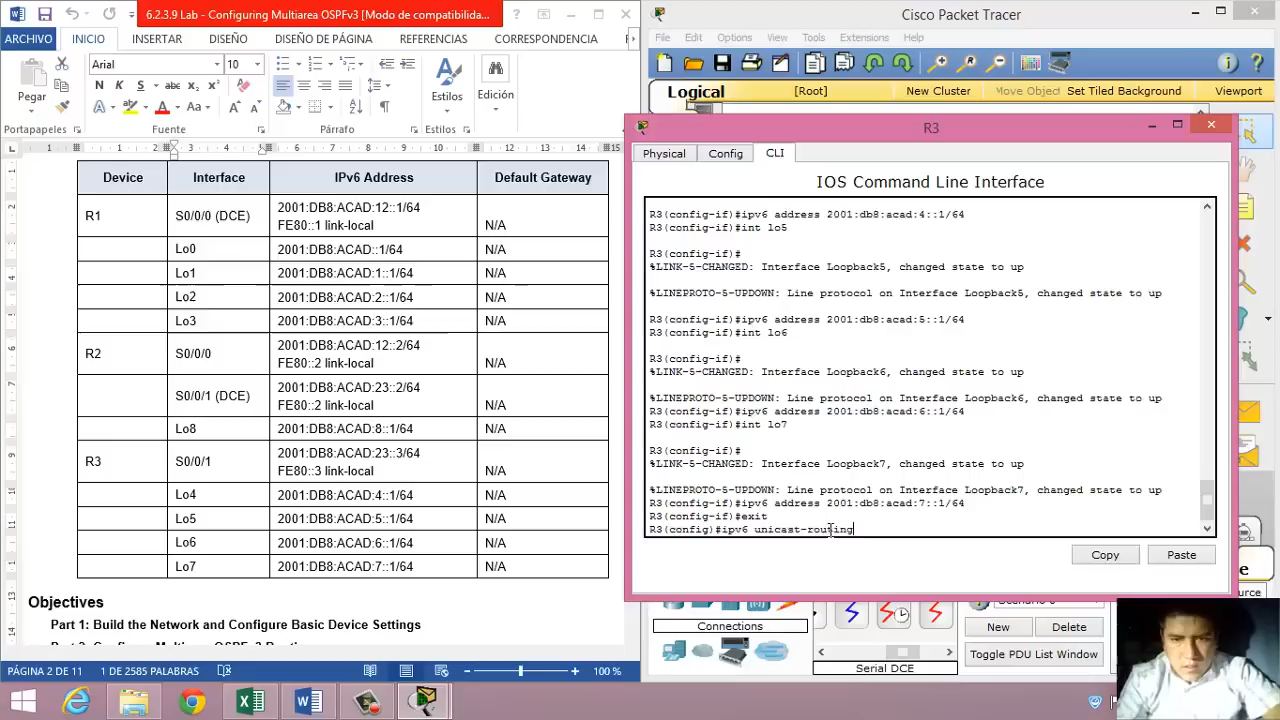 6.2.3.9 Lab - Configuring Multiarea OSPFv3 [Modo de compatibilida...
Cisco Packet Tracer
ARCHIVO INICIO INSERTAR DISEÑO DISEÑO DE PÁGINA REFERENCIAS CORRESPONDENCIA
File Edit Options View Tools Extensions Help
Arial 10
Pegar
N K S abc x₂ x²
Estilos
Edición
Portapapeles Fuente Párrafo Estilos
Logical [Root] New Cluster Move Object Set Tiled Background Viewport
Device Interface IPv6 Address Default Gateway
R1 S0/0/0 (DCE) 2001:DB8:ACAD:12::1/64
FE80::1 link-local N/A
Lo0 2001:DB8:ACAD::1/64 N/A
Lo1 2001:DB8:ACAD:1::1/64 N/A
Lo2 2001:DB8:ACAD:2::1/64 N/A
Lo3 2001:DB8:ACAD:3::1/64 N/A
R2 S0/0/0 2001:DB8:ACAD:12::2/64
FE80::2 link-local N/A
S0/0/1 (DCE) 2001:DB8:ACAD:23::2/64
FE80::2 link-local N/A
Lo8 2001:DB8:ACAD:8::1/64 N/A
R3 S0/0/1 2001:DB8:ACAD:23::3/64
FE80::3 link-local N/A
Lo4 2001:DB8:ACAD:4::1/64 N/A
Lo5 2001:DB8:ACAD:5::1/64 N/A
Lo6 2001:DB8:ACAD:6::1/64 N/A
Lo7 2001:DB8:ACAD:7::1/64 N/A
Objectives
Part 1: Build the Network and Configure Basic Device Settings
PÁGINA 2 DE 11 1 DE 2585 PALABRAS 100 %
R3
Physical Config CLI
IOS Command Line Interface
R3(config-if)#ipv6 address 2001:db8:acad:4::1/64
R3(config-if)#int lo5
R3(config-if)#
%LINK-5-CHANGED: Interface Loopback5, changed state to up
%LINEPROTO-5-UPDOWN: Line protocol on Interface Loopback5, changed state to up
R3(config-if)#ipv6 address 2001:db8:acad:5::1/64
R3(config-if)#int lo6
R3(config-if)#
%LINK-5-CHANGED: Interface Loopback6, changed state to up
%LINEPROTO-5-UPDOWN: Line protocol on Interface Loopback6, changed state to up
R3(config-if)#ipv6 address 2001:db8:acad:6::1/64
R3(config-if)#int lo7
R3(config-if)#
%LINK-5-CHANGED: Interface Loopback7, changed state to up
%LINEPROTO-5-UPDOWN: Line protocol on Interface Loopback7, changed state to up
R3(config-if)#ipv6 address 2001:db8:acad:7::1/64
R3(config-if)#exit
R3(config)#ipv6 unicast-routing
Copy Paste
Connections
New Delete
Toggle PDU List Window
Serial DCE